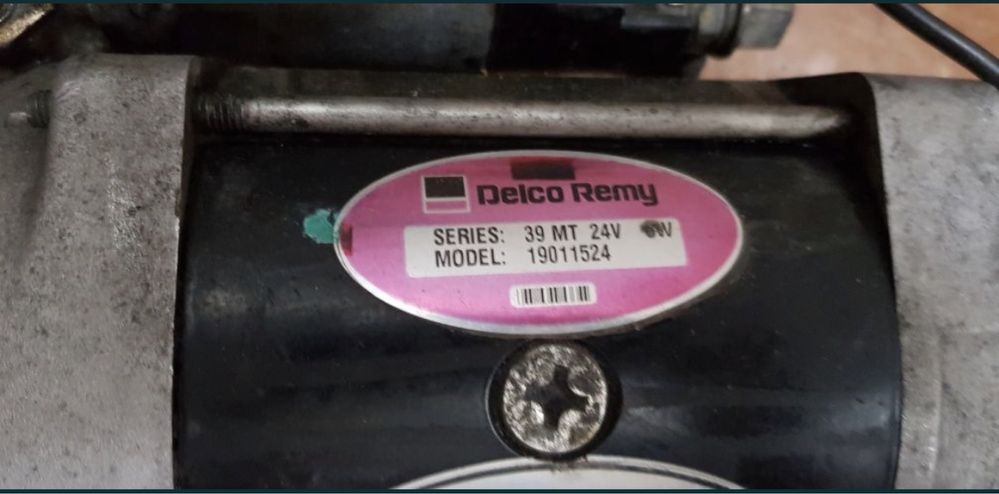 Delco Remy
SERIES: 39 MT 24V
MODEL: 19011524